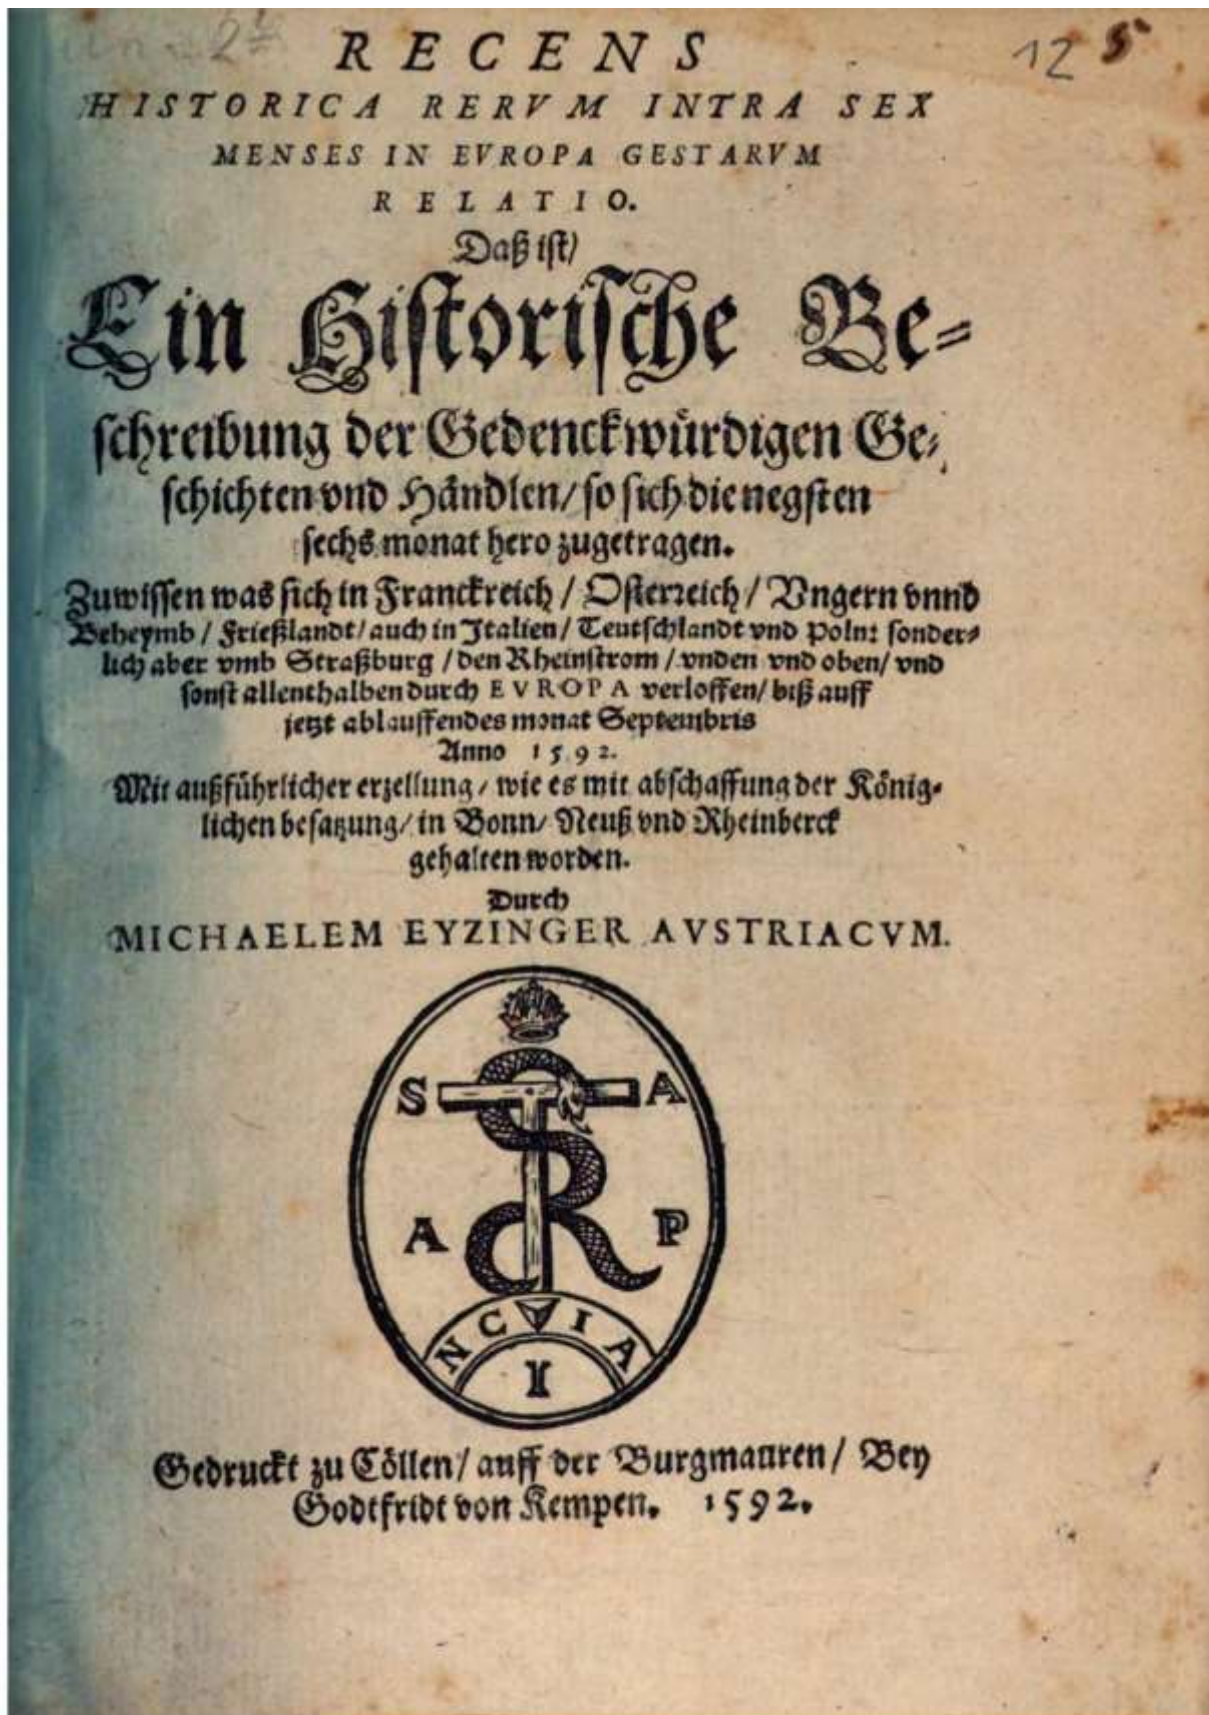 12 5
RECENS
HISTORICA RERVM INTRA SEX
MENSES IN EVROPA GESTARVM
RELATIO.
Daß ist/
Ein Historische Be-
schreibung der Gedenckwürdigen Ge-
schichten vnd Händlen/ so sich die negsten
sechs monat hero zugetragen.
Zuwissen was sich in Franckreich / Osterreich / Vngern vnnd
Beheymb / Frießlandt/ auch in Italien/ Teutschlandt vnd Poln: sonder-
lich aber vmb Straßburg / den Rheinstrom / vnden vnd oben/ vnd
sonst allenthalben durch EVROPA verloffen/ biß auff
jetzt ablauffendes monat Septembris
Anno 1592.
Mit außführlicher erzellung/ wie es mit abschaffung der König-
lichen besatzung/ in Bonn/ Neuß vnd Rheinberck
gehalten worden.
Durch
MICHAELEM EYZINGER AVSTRIACVM.
S A
A P
N C V I A
I
Gedruckt zu Cöllen/ auff der Burgmauren/ Bey
Godtfridt von Kempen. 1592.